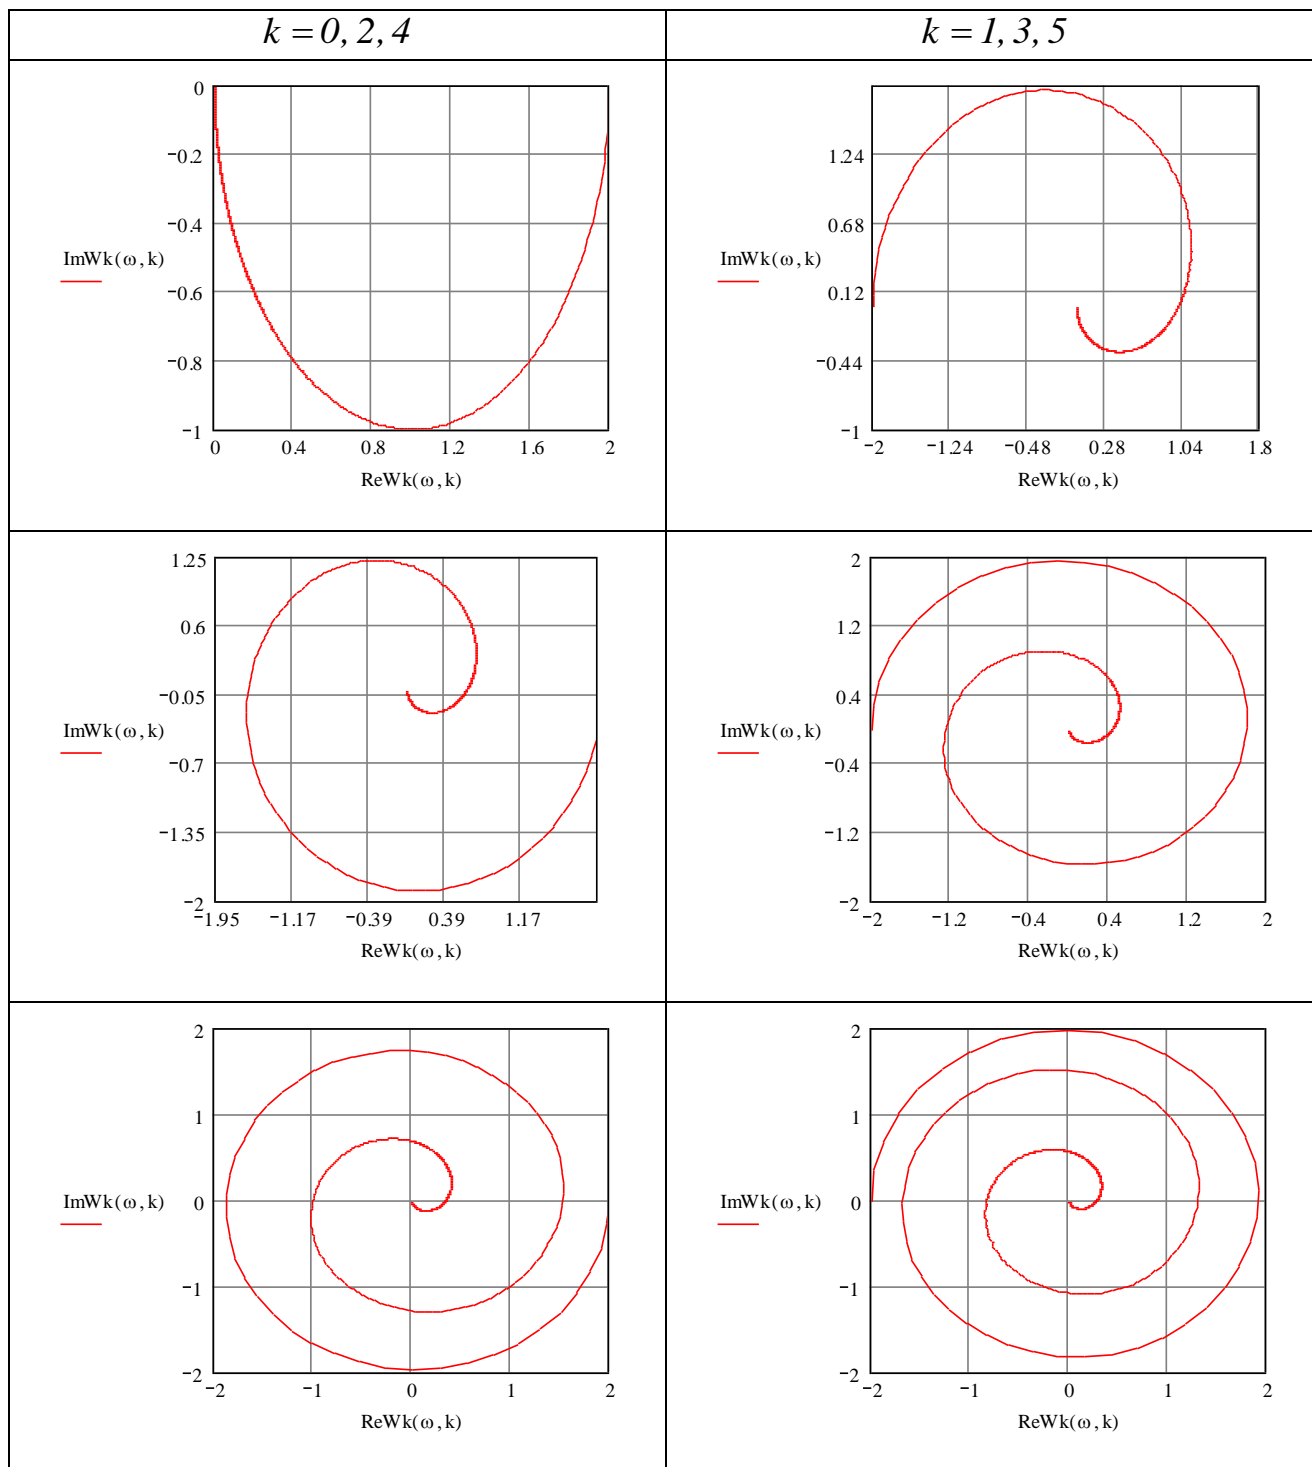 k = 0, 2, 4
k = 1, 3, 5
0
−0.2
−0.4
−0.6
−0.8
−1
ImWk(ω, k)
0 0.4 0.8 1.2 1.6 2
ReWk(ω, k)
1.24
0.68
0.12
−0.44
−1
ImWk(ω, k)
−2 −1.24 −0.48 0.28 1.04 1.8
ReWk(ω, k)
1.25
0.6
−0.05
−0.7
−1.35
−2
ImWk(ω, k)
−1.95 −1.17 −0.39 0.39 1.17
ReWk(ω, k)
2
1.2
0.4
−0.4
−1.2
−2
ImWk(ω, k)
−2 −1.2 −0.4 0.4 1.2 2
ReWk(ω, k)
2
1
0
−1
−2
ImWk(ω, k)
−2 −1 0 1 2
ReWk(ω, k)
2
1
0
−1
−2
ImWk(ω, k)
−2 −1 0 1 2
ReWk(ω, k)